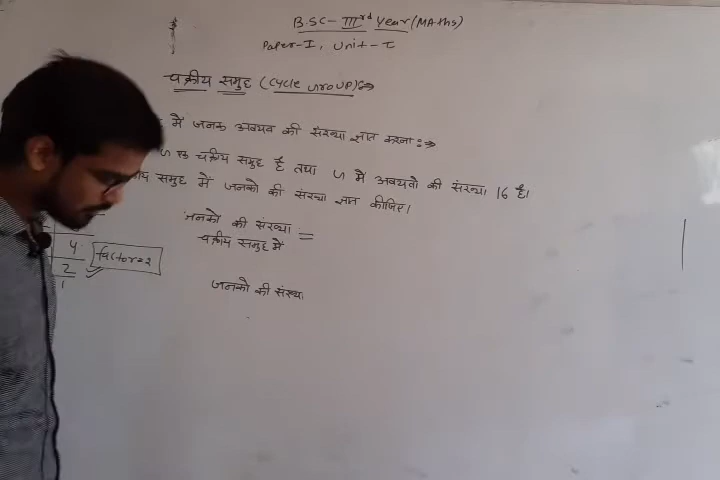 B.SC- IIIrd Year (MAths)
Paper-I, Unit-I
चक्रीय समुह (Cycle Group)⇒
में जनक अवयव की संख्या ज्ञात करना :⇒
G एक चक्रीय समुह है तथा G में अवयवो की संख्या 16 है।
समुह में जनको की संख्या ज्ञात कीजिए।
जनको की संख्या =
चक्रीय समुह में
4
factor=2
2
1
जनको की संख्या